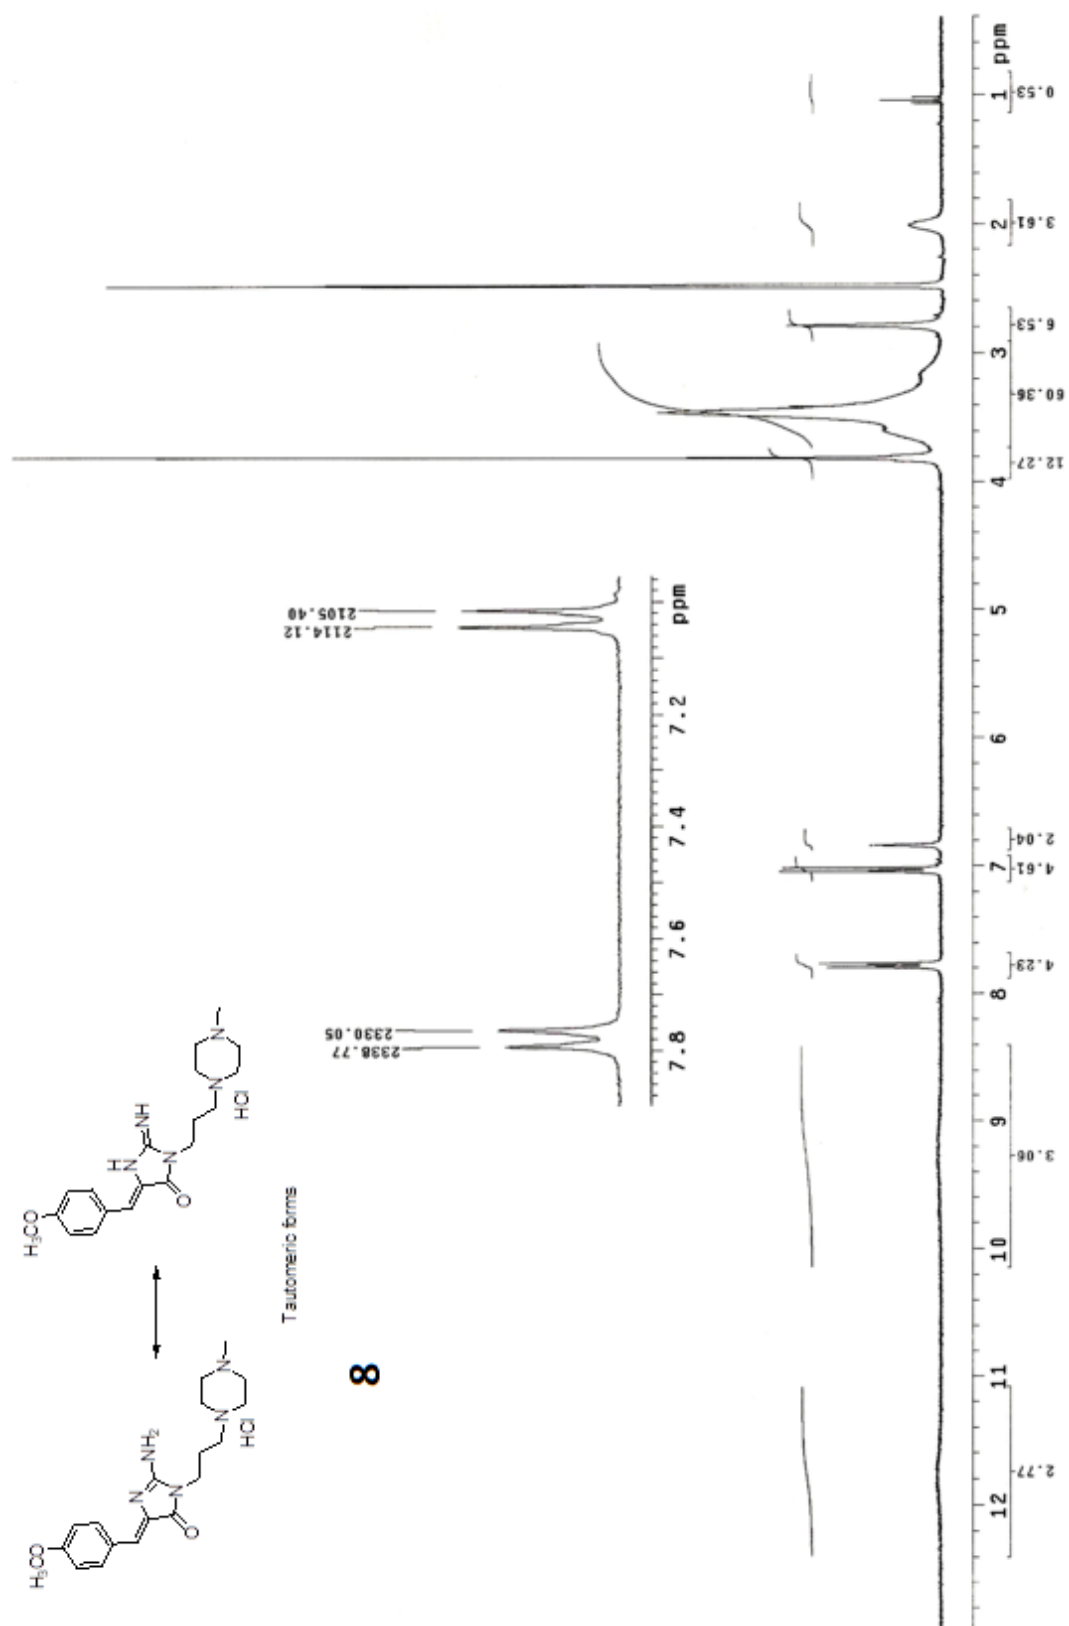 H₃CO
N
NH₂
N
O
N
HCl
N
H₃CO
H
N
NH
N
O
N
HCl
N
Tautomeric forms
8
2338.77
2330.05
2114.12
2105.40
7.8 7.6 7.4 7.2 ppm
12 11 10 9 8 7 6 5 4 3 2 1 ppm
2.77 3.06 4.23 4.61 2.04 12.27 60.36 6.53 3.61 0.53